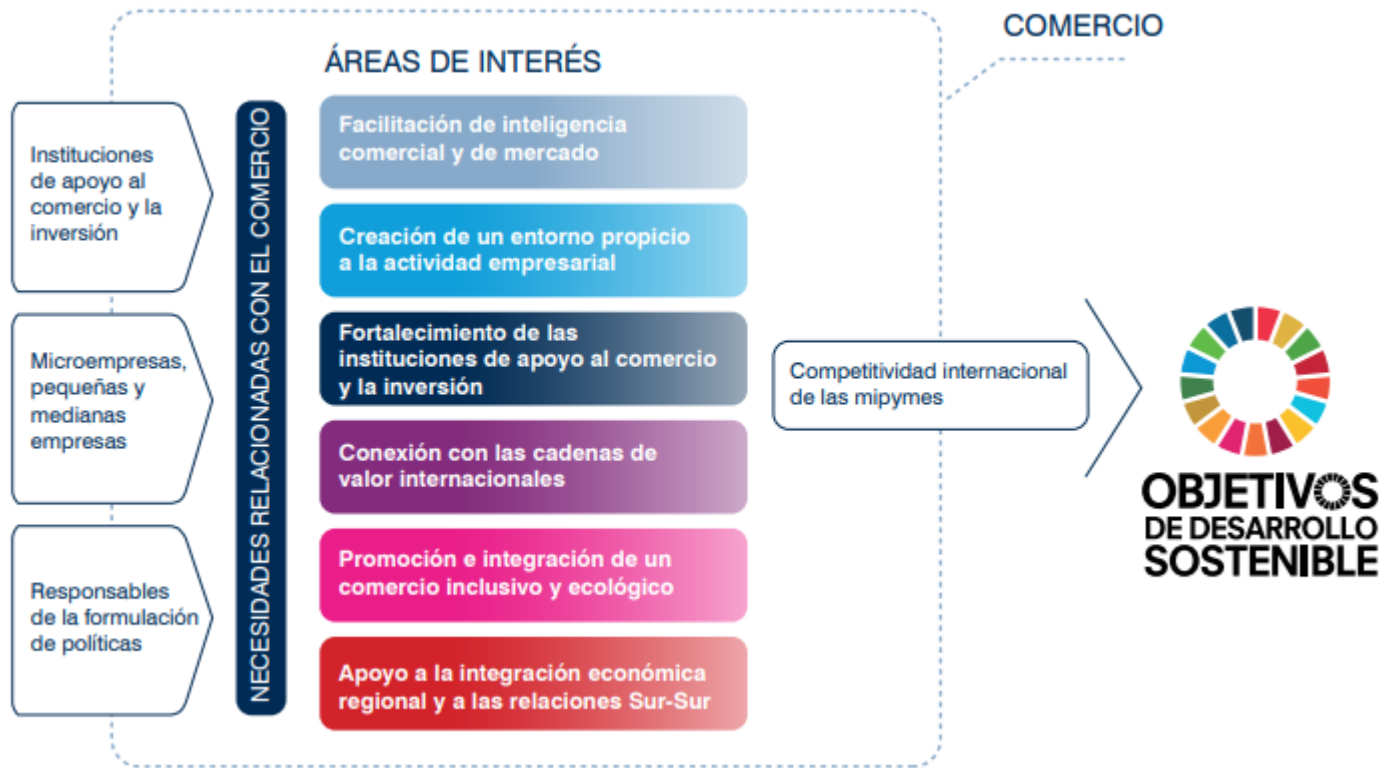 COMERCIO
ÁREAS DE INTERÉS
Instituciones
de apoyo al
comercio y la
inversión
Microempresas,
pequeñas y
medianas
empresas
Responsables
de la formulación
de políticas
NECESIDADES RELACIONADAS CON EL COMERCIO
Facilitación de inteligencia
comercial y de mercado
Creación de un entorno propicio
a la actividad empresarial
Fortalecimiento de las
instituciones de apoyo al comercio
y la inversión
Conexión con las cadenas de
valor internacionales
Promoción e integración de un
comercio inclusivo y ecológico
Apoyo a la integración económica
regional y a las relaciones Sur-Sur
Competitividad internacional
de las mipymes
OBJETIVOS
DE DESARROLLO
SOSTENIBLE